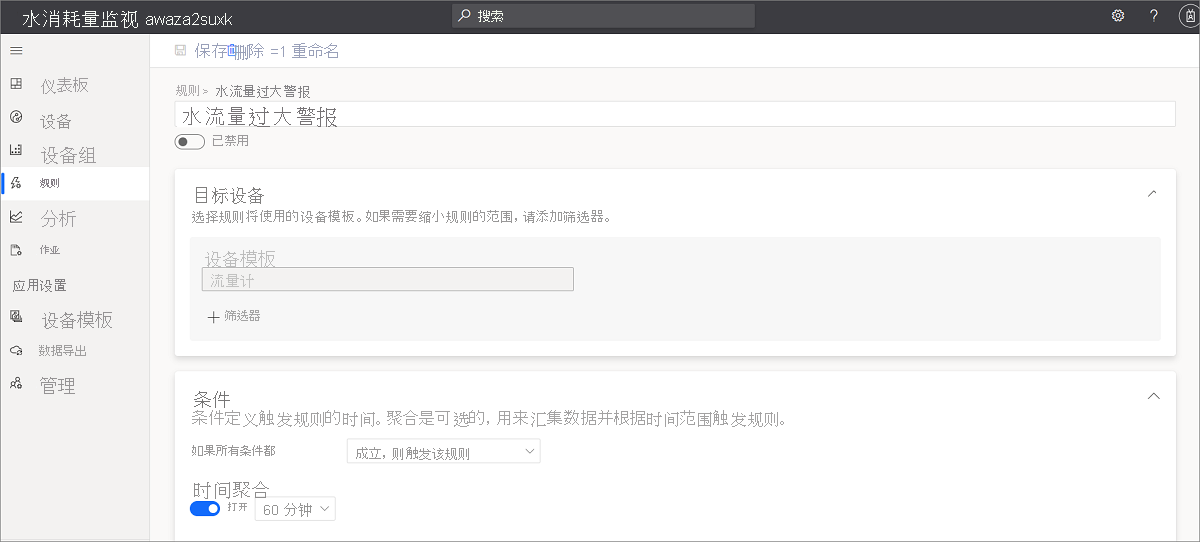 水消耗量监视 awaza2suxk
搜索
保存 删除 =1 重命名
仪表板
设备
设备组
规则
分析
作业
应用设置
设备模板
数据导出
管理
规则 > 水流量过大警报
水流量过大警报
已禁用
目标设备
选择规则将使用的设备模板。如果需要缩小规则的范围, 请添加筛选器。
设备模板
流量计
+ 筛选器
条件
条件定义触发规则的时间。聚合是可选的, 用来汇集数据并根据时间范围触发规则。
如果所有条件都 成立, 则触发该规则
时间聚合
打开 60 分钟